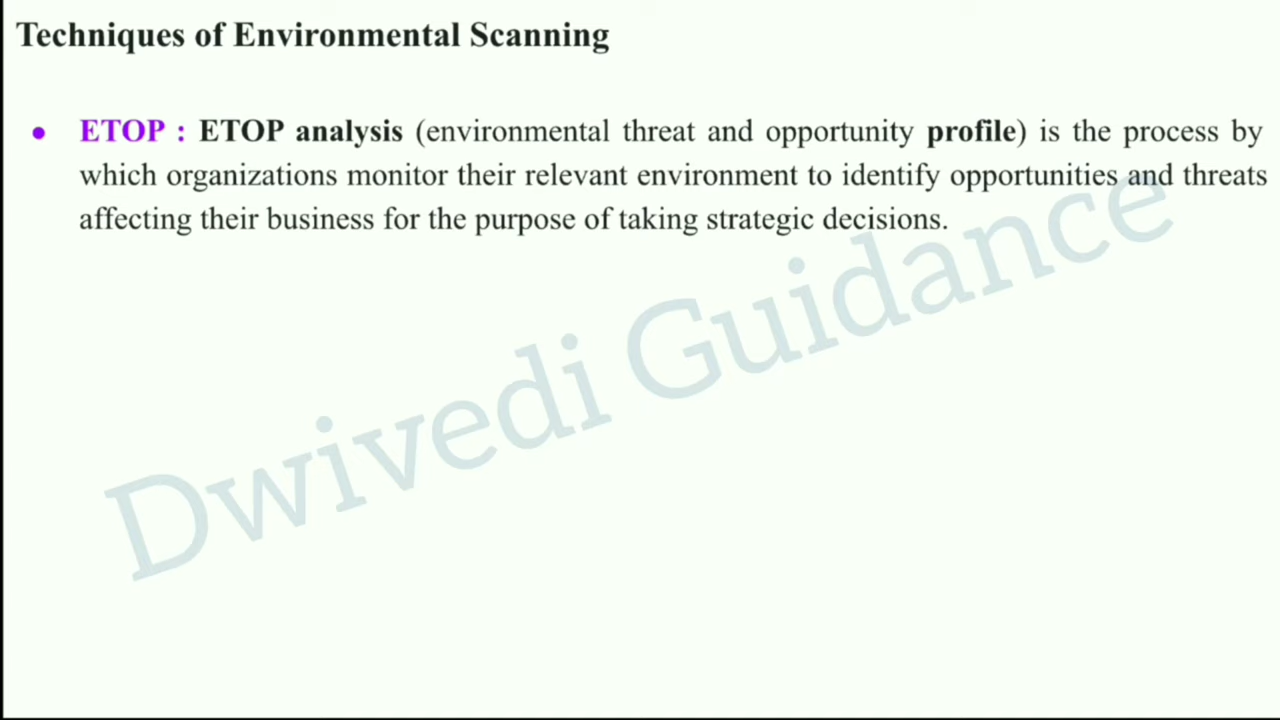 Techniques of Environmental Scanning
● ETOP : ETOP analysis (environmental threat and opportunity profile) is the process by
which organizations monitor their relevant environment to identify opportunities and threats
affecting their business for the purpose of taking strategic decisions.
Dwivedi Guidance